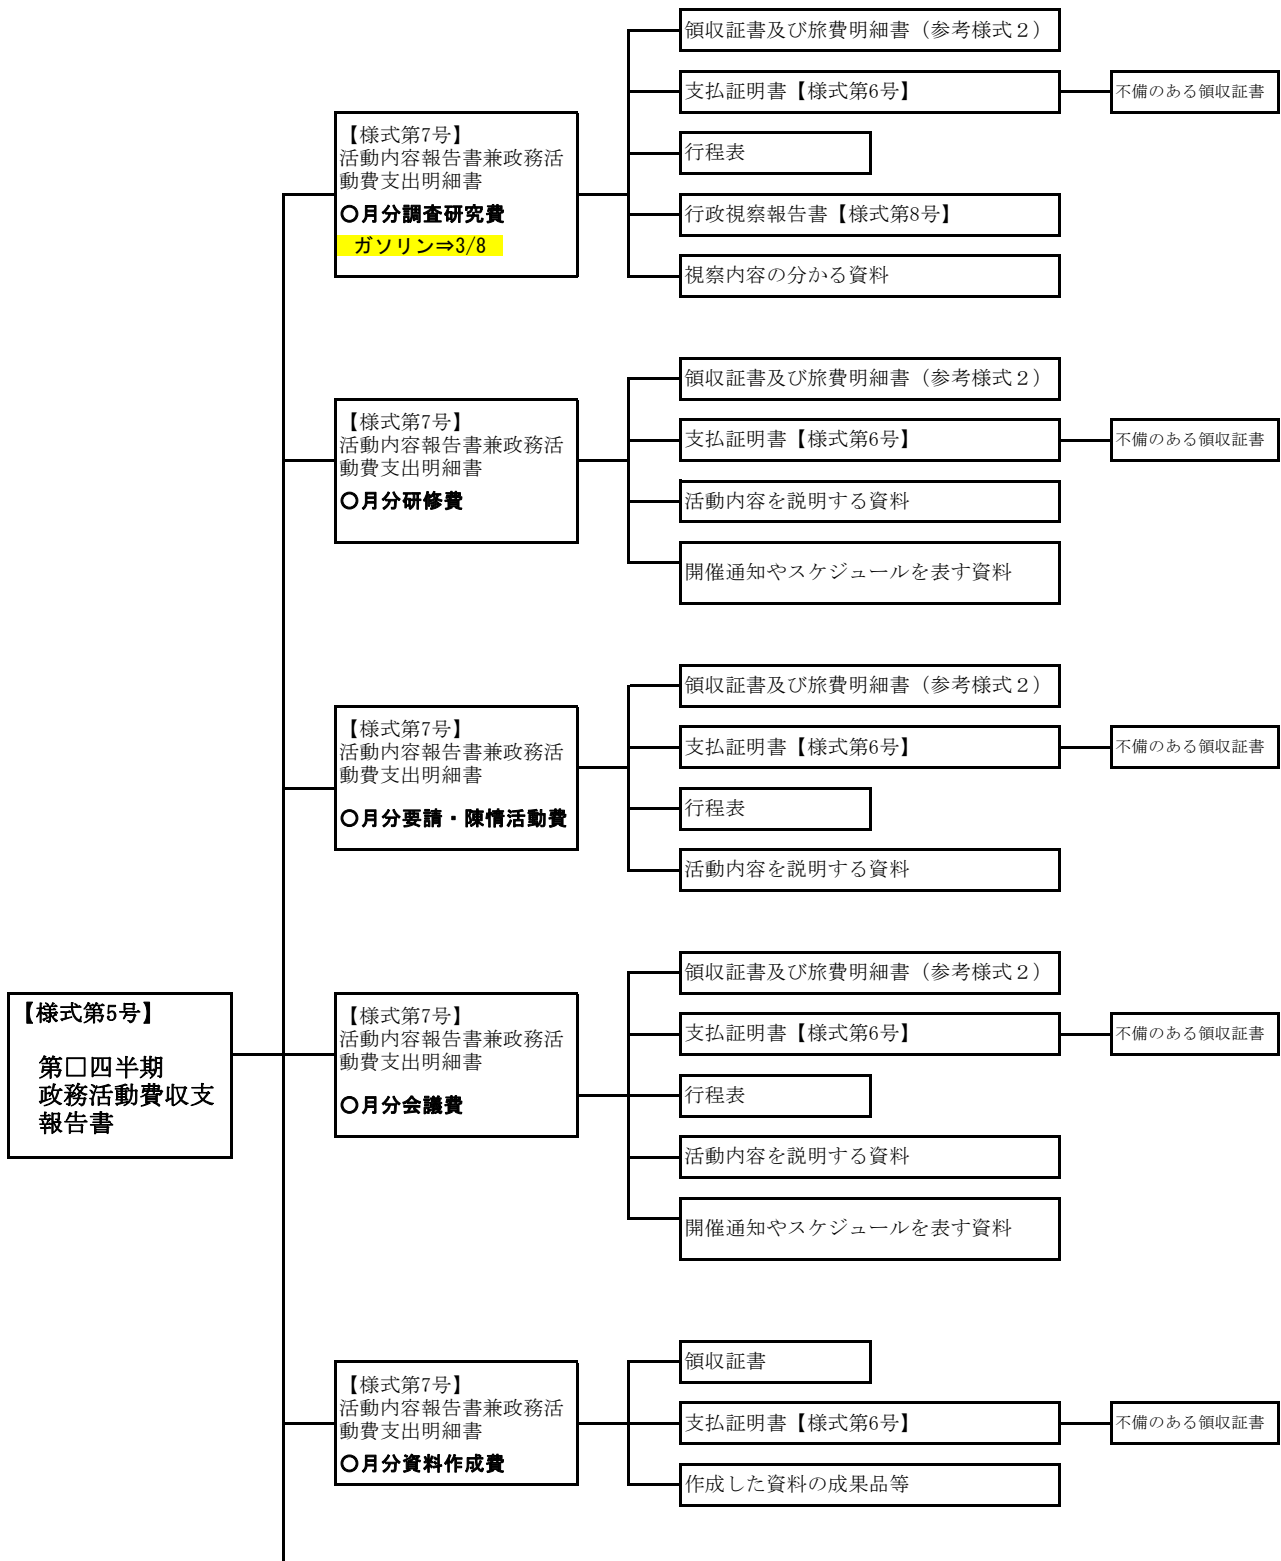 領収証書及び旅費明細書（参考様式２）
支払証明書【様式第6号】
不備のある領収証書
【様式第7号】
活動内容報告書兼政務活
動費支出明細書
〇月分調査研究費
ガソリン⇒3/8
行程表
行政視察報告書【様式第8号】
視察内容の分かる資料
領収証書及び旅費明細書（参考様式２）
支払証明書【様式第6号】
不備のある領収証書
【様式第7号】
活動内容報告書兼政務活
動費支出明細書
〇月分研修費
活動内容を説明する資料
開催通知やスケジュールを表す資料
領収証書及び旅費明細書（参考様式２）
支払証明書【様式第6号】
不備のある領収証書
【様式第7号】
活動内容報告書兼政務活
動費支出明細書
〇月分要請・陳情活動費
行程表
活動内容を説明する資料
【様式第5号】
第□四半期
政務活動費収支
報告書
領収証書及び旅費明細書（参考様式２）
支払証明書【様式第6号】
不備のある領収証書
【様式第7号】
活動内容報告書兼政務活
動費支出明細書
〇月分会議費
行程表
活動内容を説明する資料
開催通知やスケジュールを表す資料
領収証書
【様式第7号】
活動内容報告書兼政務活
動費支出明細書
〇月分資料作成費
支払証明書【様式第6号】
不備のある領収証書
作成した資料の成果品等